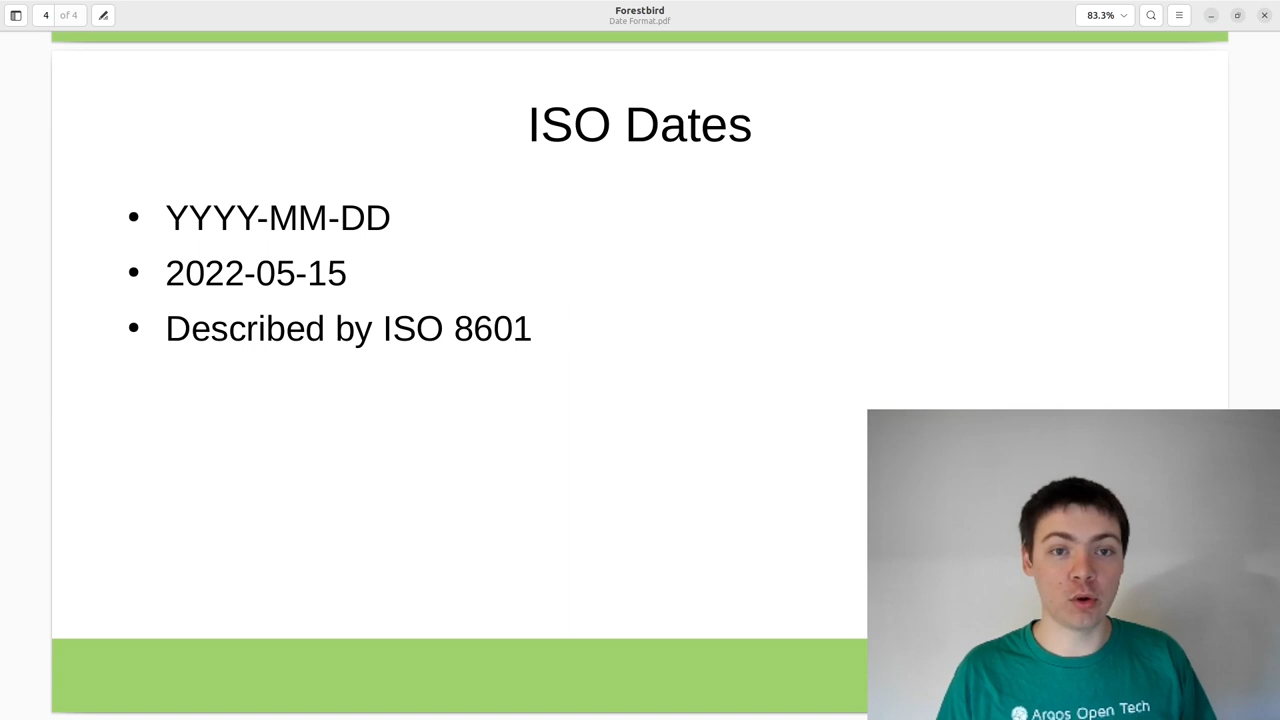 4 of 4
Forestbird
Date Format.pdf
83.3%
ISO Dates
• YYYY-MM-DD
• 2022-05-15
• Described by ISO 8601
Argos Open Tech